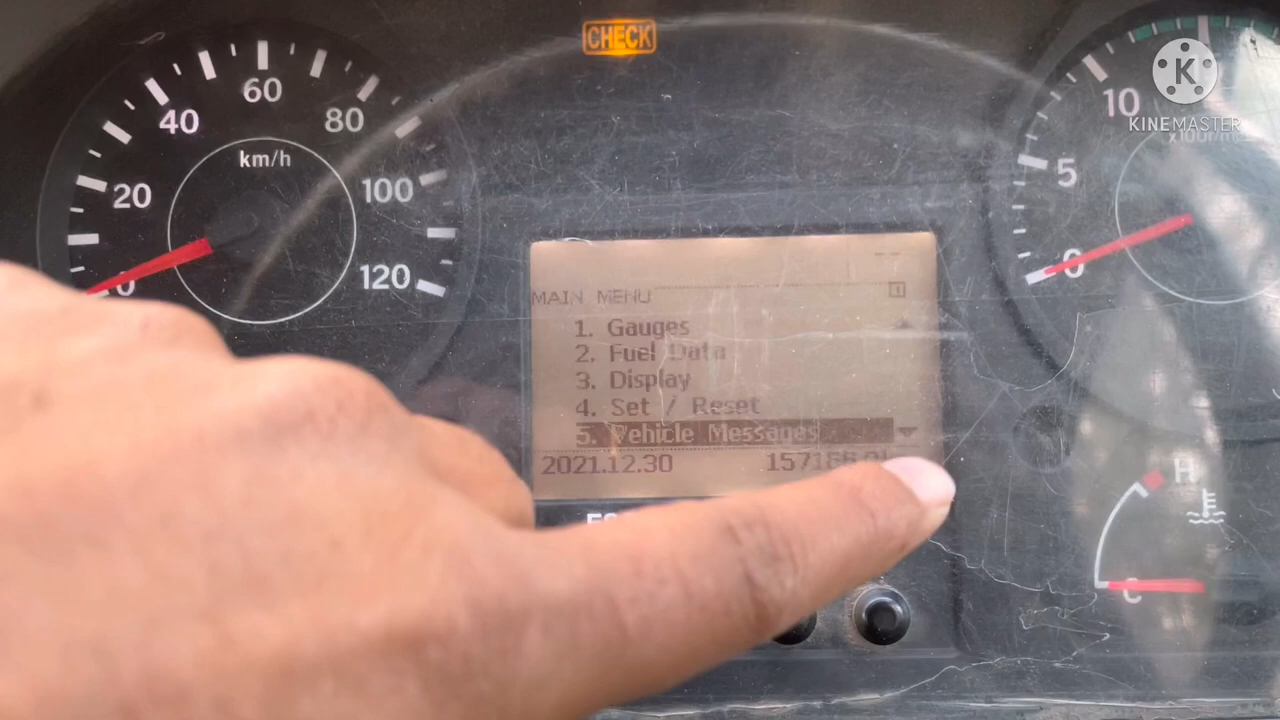 CHECK
60
40
80
km/h
20
100
0
120
10
K
KINEMASTER
5
0
MAIN MENU
1. Gauges
2. Fuel Data
3. Display
4. Set / Reset
5. Vehicle Messages
2021.12.30
H
C